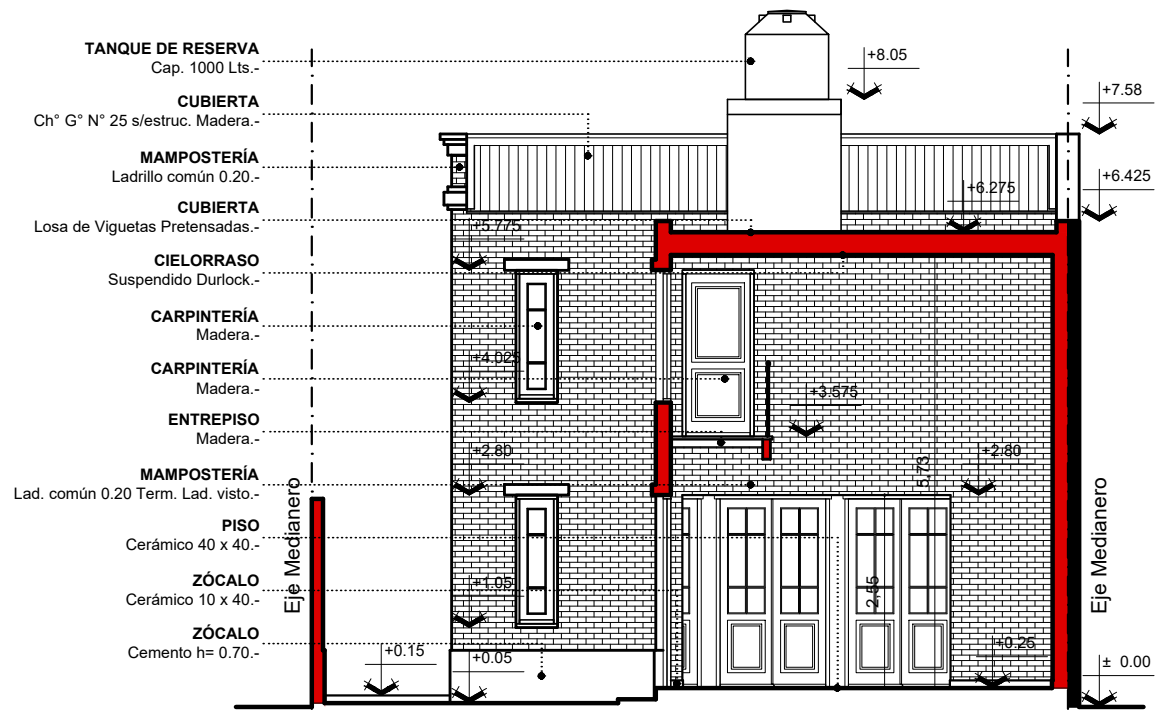 TANQUE DE RESERVA
Cap. 1000 Lts.-
CUBIERTA
Ch° G° N° 25 s/estruc. Madera.-
MAMPOSTERÍA
Ladrillo común 0.20.-
CUBIERTA
Losa de Viguetas Pretensadas.-
CIELORRASO
Suspendido Durlock.-
CARPINTERÍA
Madera.-
CARPINTERÍA
Madera.-
ENTREPISO
Madera.-
MAMPOSTERÍA
Lad. común 0.20 Term. Lad. visto.-
PISO
Cerámico 40 x 40.-
ZÓCALO
Cerámico 10 x 40.-
ZÓCALO
Cemento h= 0.70.-
Eje Medianero
+0.15
+5.775
+4.025
+2.80
+1.05
+0.05
+8.05
+6.275
+3.575
5,73
+2.80
2,55
+0.25
+7.58
+6.425
Eje Medianero
± 0.00